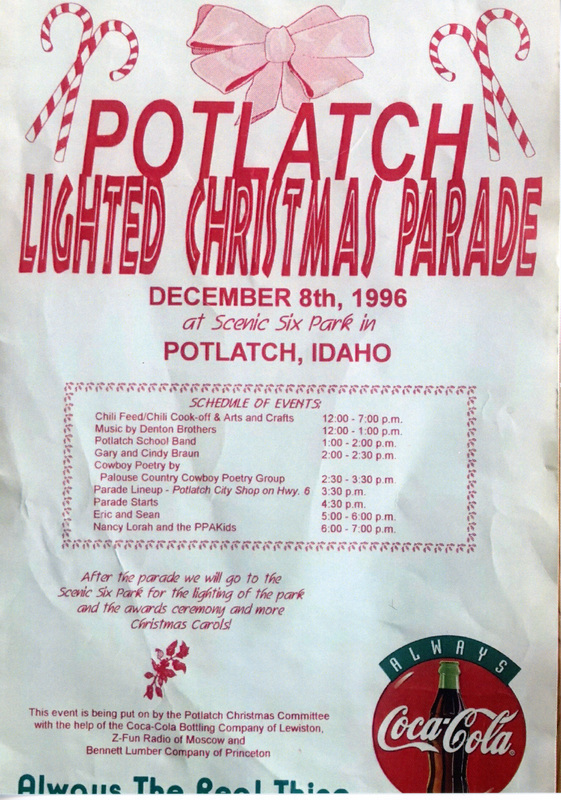 POTLATCH
LIGHTED CHRISTMAS PARADE
DECEMBER 8th, 1996
at Scenic Six Park in
POTLATCH, IDAHO
SCHEDULE OF EVENTS:
Chili Feed/Chili Cook-off & Arts and Crafts 12:00 - 7:00 p.m.
Music by Denton Brothers 12:00 - 1:00 p.m.
Potlatch School Band 1:00 - 2:00 p.m.
Gary and Cindy Braun 2:00 - 2:30 p.m.
Cowboy Poetry by
Palouse Country Cowboy Poetry Group 2:30 - 3:30 p.m.
Parade Lineup - Potlatch City Shop on Hwy. 6 3:30 p.m.
Parade Starts 4:30 p.m.
Eric and Sean 5:00 - 6:00 p.m.
Nancy Lorah and the PPAKids 6:00 - 7:00 p.m.
After the parade we will go to the
Scenic Six Park for the lighting of the park
and the awards ceremony and more
Christmas Carols!
This event is being put on by the Potlatch Christmas Committee
with the help of the Coca-Cola Bottling Company of Lewiston,
Z-Fun Radio of Moscow and
Bennett Lumber Company of Princeton
ALWAYS
Coca-Cola
Always The Real Thing